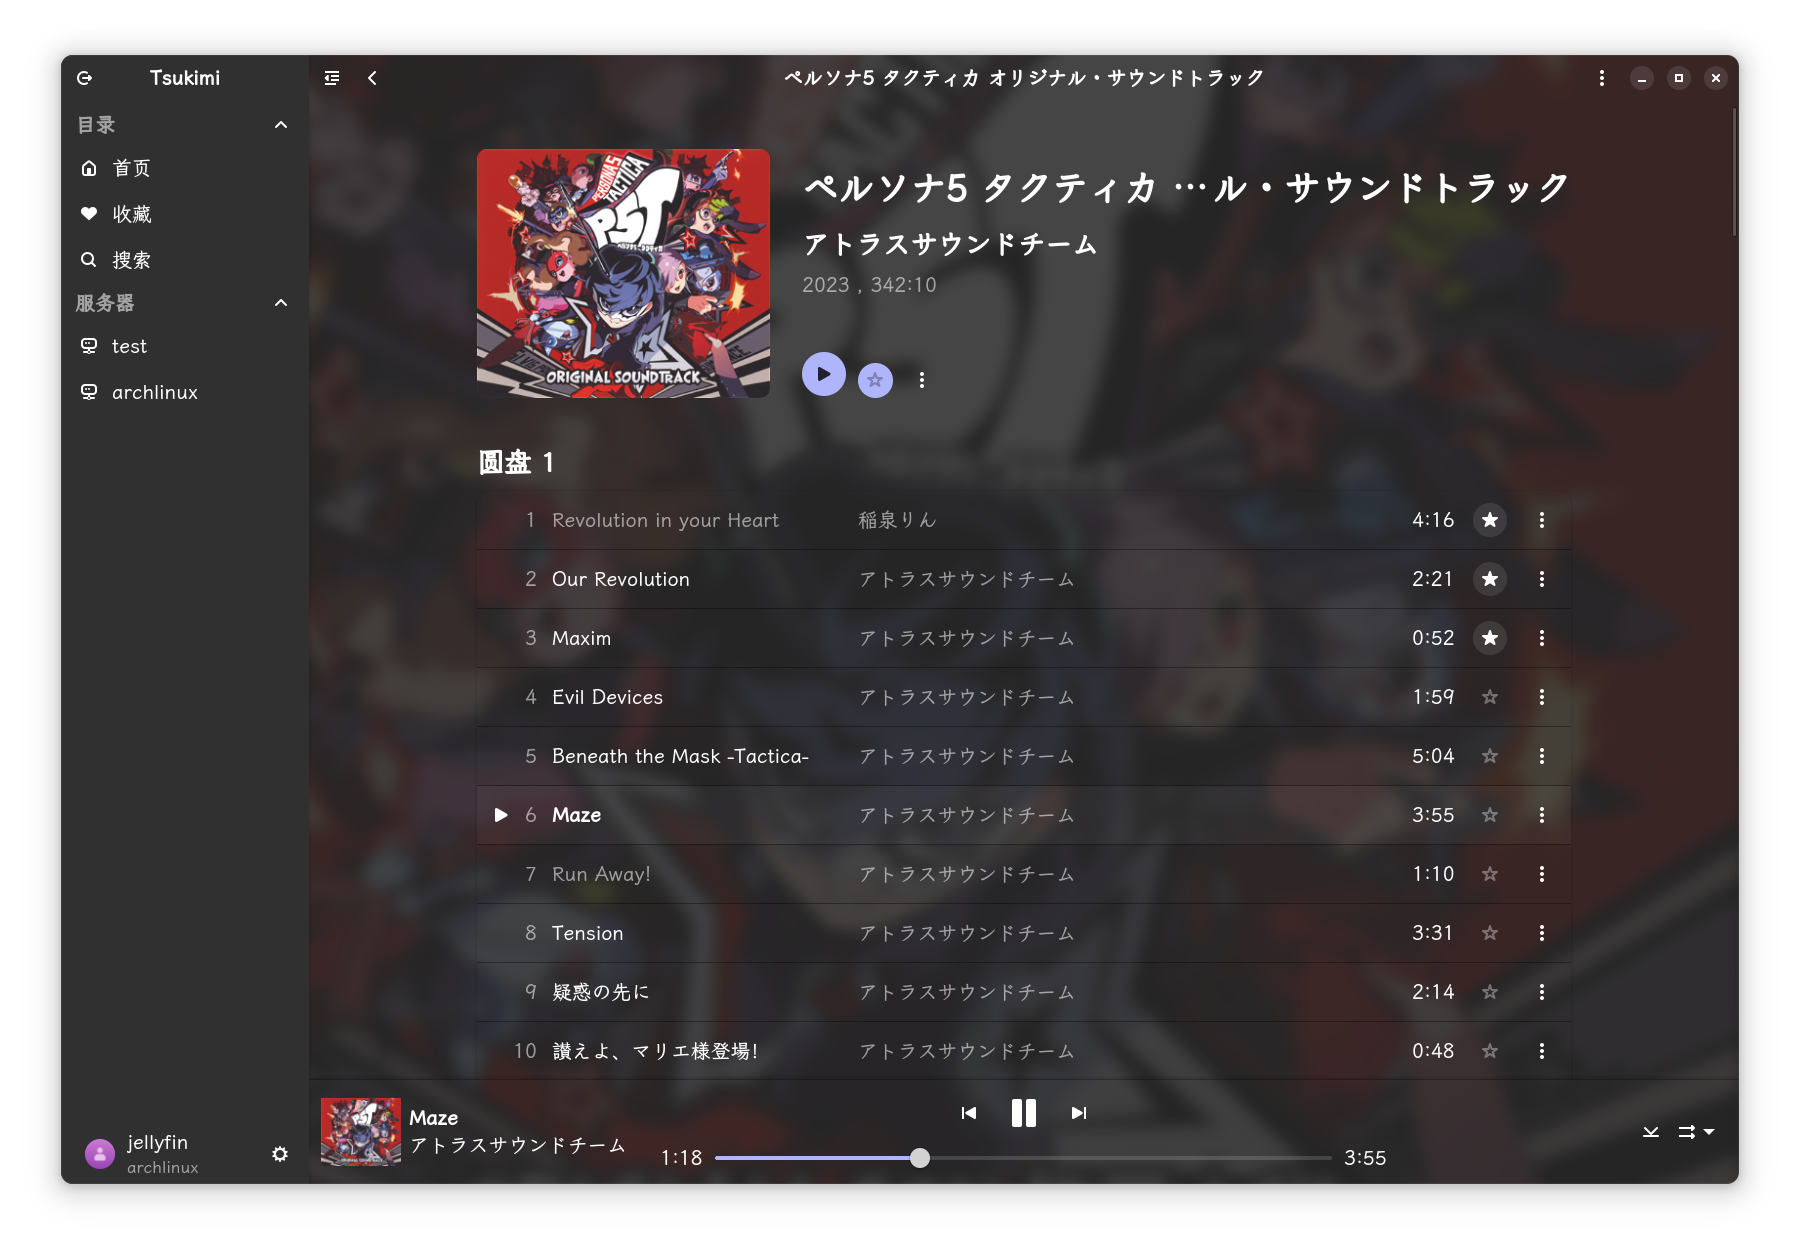 Tsukimi
目录
首页
收藏
搜索
服务器
test
archlinux
jellyfin
archlinux
ペルソナ5 タクティカ オリジナル・サウンドトラック
PERSONA5
TACTICA
P5T
ORIGINAL SOUNDTRACK
ペルソナ5 タクティカ …ル・サウンドトラック
アトラスサウンドチーム
2023 , 342:10
圆盘 1
1 Revolution in your Heart 稲泉りん 4:16
2 Our Revolution アトラスサウンドチーム 2:21
3 Maxim アトラスサウンドチーム 0:52
4 Evil Devices アトラスサウンドチーム 1:59
5 Beneath the Mask -Tactica- アトラスサウンドチーム 5:04
6 Maze アトラスサウンドチーム 3:55
7 Run Away! アトラスサウンドチーム 1:10
8 Tension アトラスサウンドチーム 3:31
9 疑惑の先に アトラスサウンドチーム 2:14
10 讃えよ、マリエ様登場! アトラスサウンドチーム 0:48
Maze
アトラスサウンドチーム
1:18
3:55